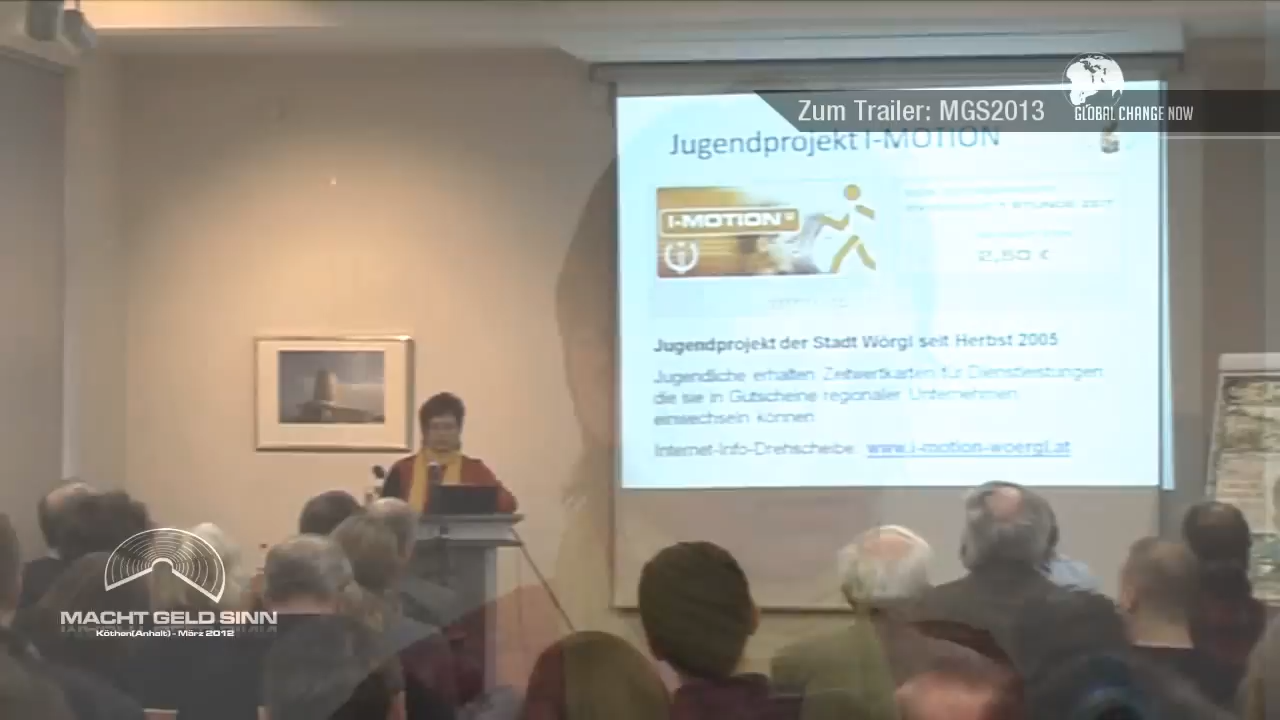 Zum Trailer: MGS2013
GLOBAL CHANGE NOW
Jugendprojekt I-MOTION
I-MOTION
STUNDE ZEIT
2,50 €
Jugendprojekt der Stadt Wörgl seit Herbst 2005
Jugendliche erhalten Zeitwertkarten für Dienstleistungen
die sie in Gutscheine regionaler Unternehmen
einwechseln können
Internet-Info-Drehscheibe: www.i-motion-woergl.at
MACHT GELD SINN
Köthen(Anhalt) - März 2012